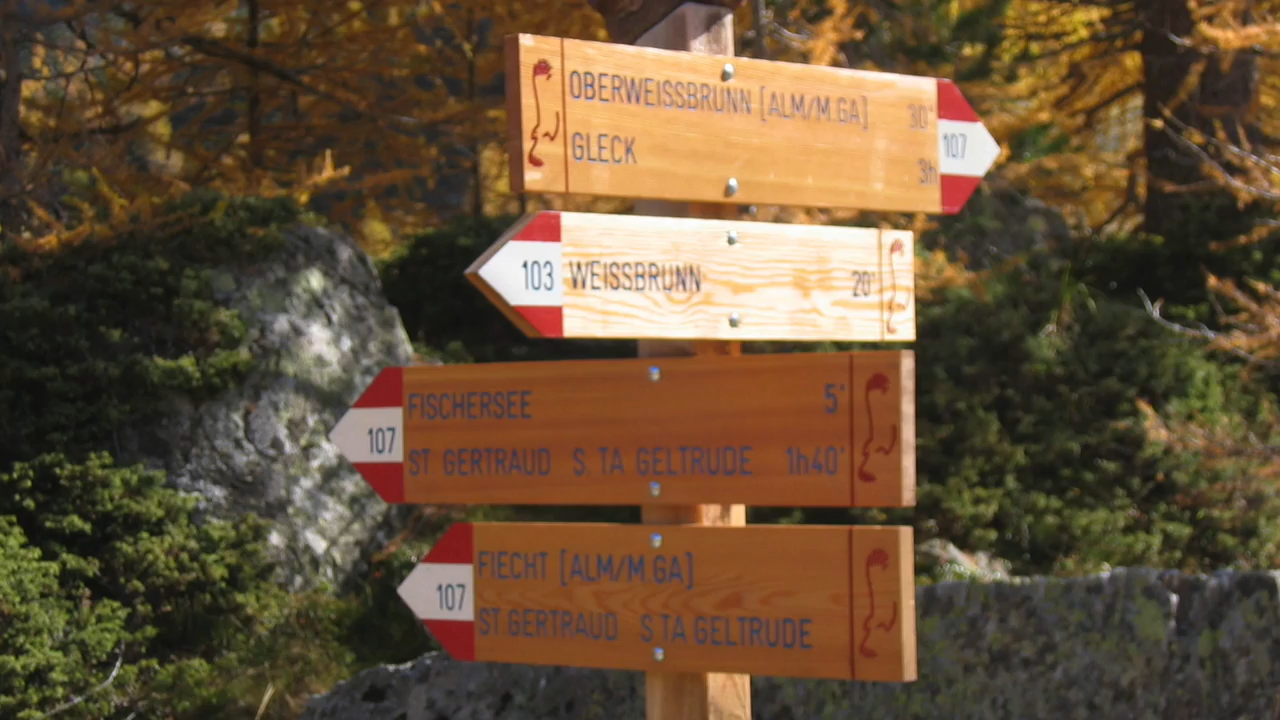 OBERWEISSBRUNN [ALM/M.GA] 30'
GLECK 3h
107
103 WEISSBRUNN 20'
FISCHERSEE 5'
107
ST GERTRAUD S.TA GELTRUDE 1h40'
FIECHT [ALM/M.GA]
107
ST GERTRAUD S.TA GELTRUDE